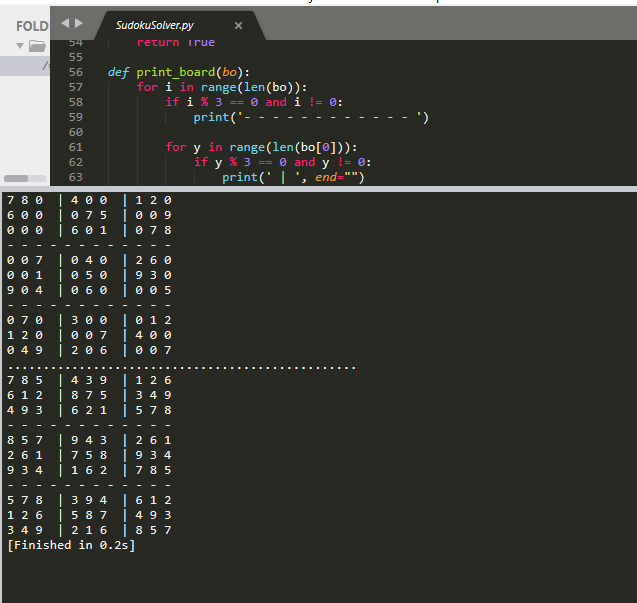 FOLD
SudokuSolver.py ×
/
54 return True
55
56 def print_board(bo):
57 for i in range(len(bo)):
58 if i % 3 == 0 and i != 0:
59 print('- - - - - - - - - - - - ')
60
61 for y in range(len(bo[0])):
62 if y % 3 == 0 and y != 0:
63 print(' | ', end="")
7 8 0 | 4 0 0 | 1 2 0
6 0 0 | 0 7 5 | 0 0 9
0 0 0 | 6 0 1 | 0 7 8
- - - - - - - - - - - -
0 0 7 | 0 4 0 | 2 6 0
0 0 1 | 0 5 0 | 9 3 0
9 0 4 | 0 6 0 | 0 0 5
- - - - - - - - - - - -
0 7 0 | 3 0 0 | 0 1 2
1 2 0 | 0 0 7 | 4 0 0
0 4 9 | 2 0 6 | 0 0 7
.................................................
7 8 5 | 4 3 9 | 1 2 6
6 1 2 | 8 7 5 | 3 4 9
4 9 3 | 6 2 1 | 5 7 8
- - - - - - - - - - - -
8 5 7 | 9 4 3 | 2 6 1
2 6 1 | 7 5 8 | 9 3 4
9 3 4 | 1 6 2 | 7 8 5
- - - - - - - - - - - -
5 7 8 | 3 9 4 | 6 1 2
1 2 6 | 5 8 7 | 4 9 3
3 4 9 | 2 1 6 | 8 5 7
[Finished in 0.2s]